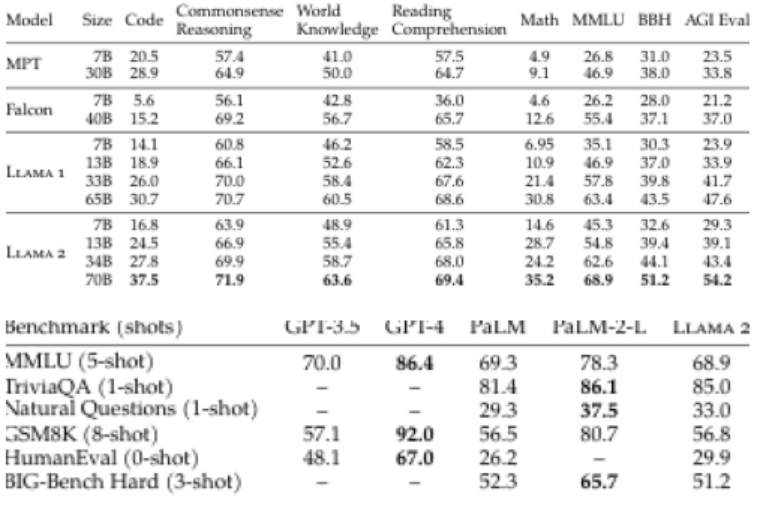 Model Size Code Commonsense Reasoning World Knowledge Reading Comprehension Math MMLU BBH AGI Eval
MPT 7B 20.5 57.4 41.0 57.5 4.9 26.8 31.0 23.5
30B 28.9 64.9 50.0 64.7 9.1 46.9 38.0 33.8
Falcon 7B 5.6 56.1 42.8 36.0 4.6 26.2 28.0 21.2
40B 15.2 69.2 56.7 65.7 12.6 55.4 37.1 37.0
LLAMA 1 7B 14.1 60.8 46.2 58.5 6.95 35.1 30.3 23.9
13B 18.9 66.1 52.6 62.3 10.9 46.9 37.0 33.9
33B 26.0 70.0 58.4 67.6 21.4 57.8 39.8 41.7
65B 30.7 70.7 60.5 68.6 30.8 63.4 43.5 47.6
LLAMA 2 7B 16.8 63.9 48.9 61.3 14.6 45.3 32.6 29.3
13B 24.5 66.9 55.4 65.8 28.7 54.8 39.4 39.1
34B 27.8 69.9 58.7 68.0 24.2 62.6 44.1 43.4
70B 37.5 71.9 63.6 69.4 35.2 68.9 51.2 54.2
Benchmark (shots) GPT-3.5 GPT-4 PaLM PaLM-2-L LLAMA 2
MMLU (5-shot) 70.0 86.4 69.3 78.3 68.9
TriviaQA (1-shot) – – 81.4 86.1 85.0
Natural Questions (1-shot) – – 29.3 37.5 33.0
GSM8K (8-shot) 57.1 92.0 56.5 80.7 56.8
HumanEval (0-shot) 48.1 67.0 26.2 – 29.9
BIG-Bench Hard (3-shot) – – 52.3 65.7 51.2